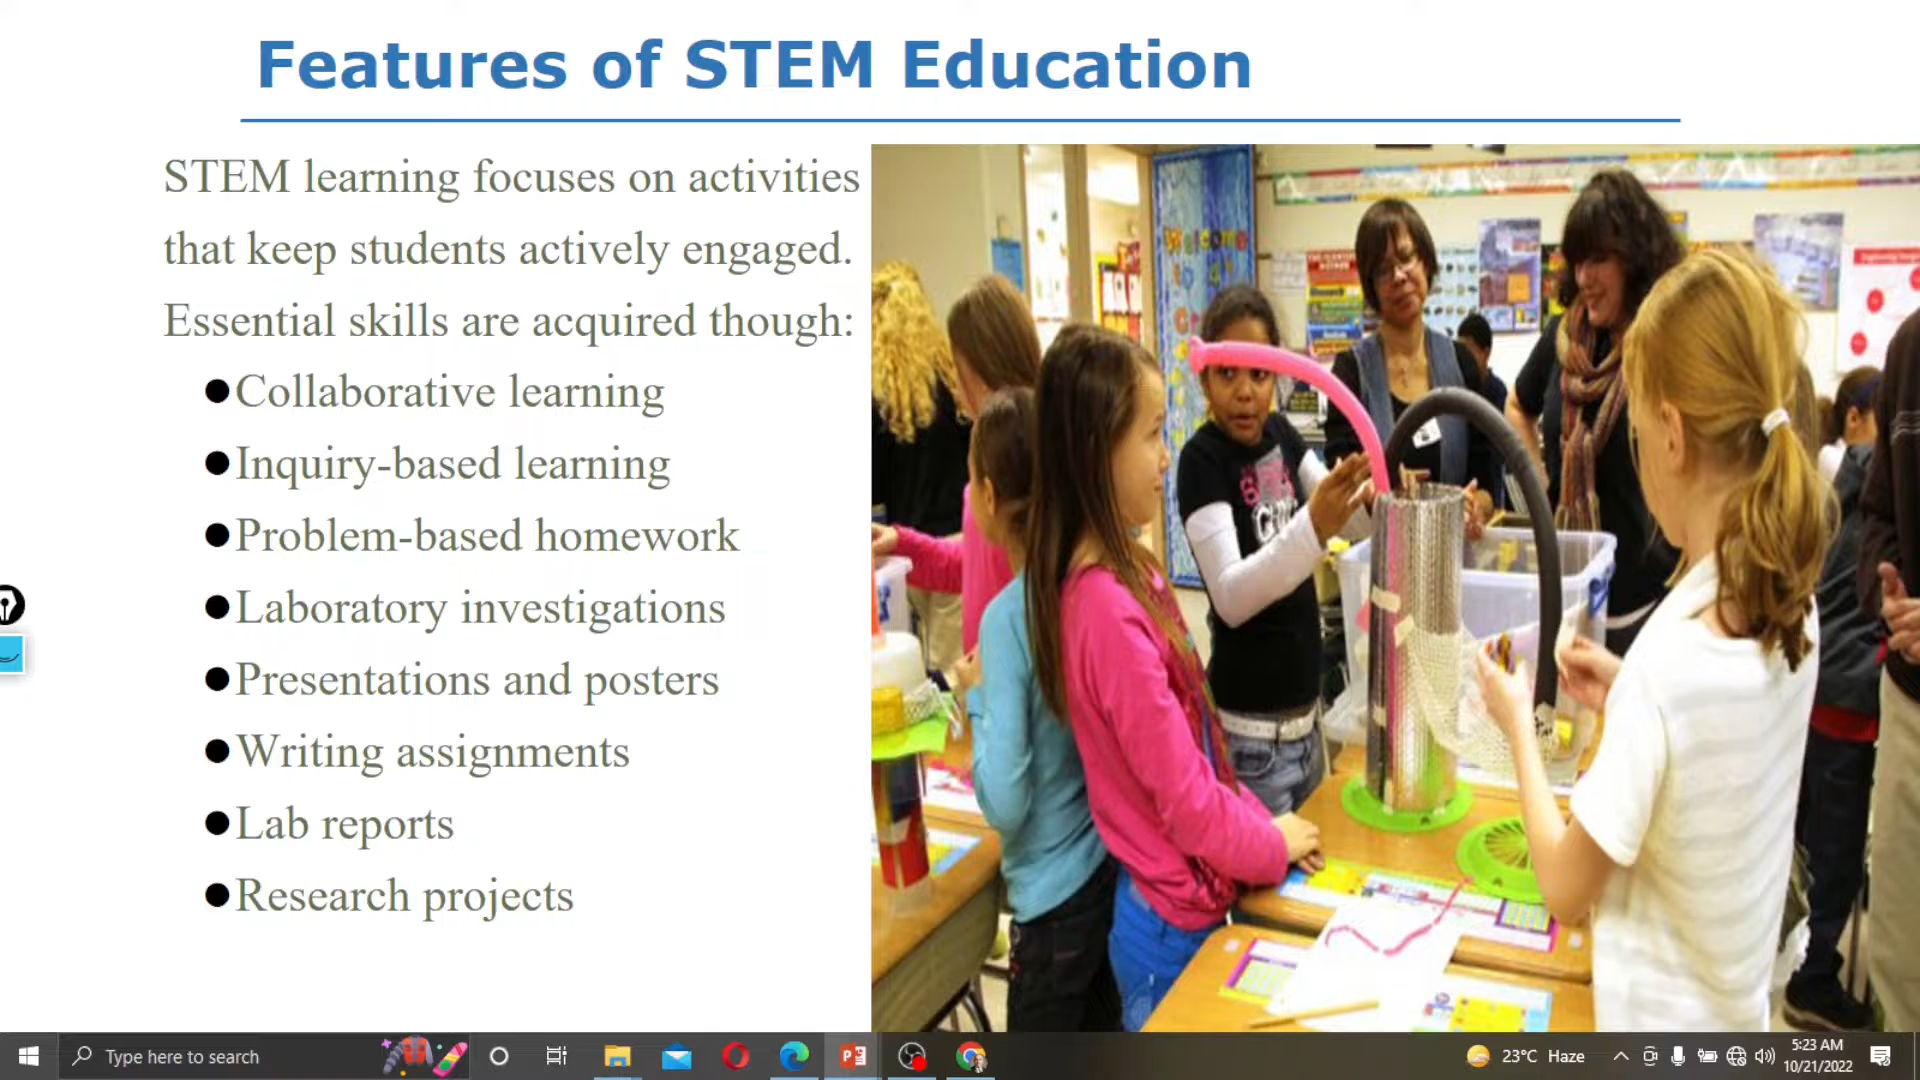 Features of STEM Education
STEM learning focuses on activities
that keep students actively engaged.
Essential skills are acquired though:
●Collaborative learning
●Inquiry-based learning
●Problem-based homework
●Laboratory investigations
●Presentations and posters
●Writing assignments
●Lab reports
●Research projects
Welcome
Type here to search
23°C Haze
5:23 AM
10/21/2022